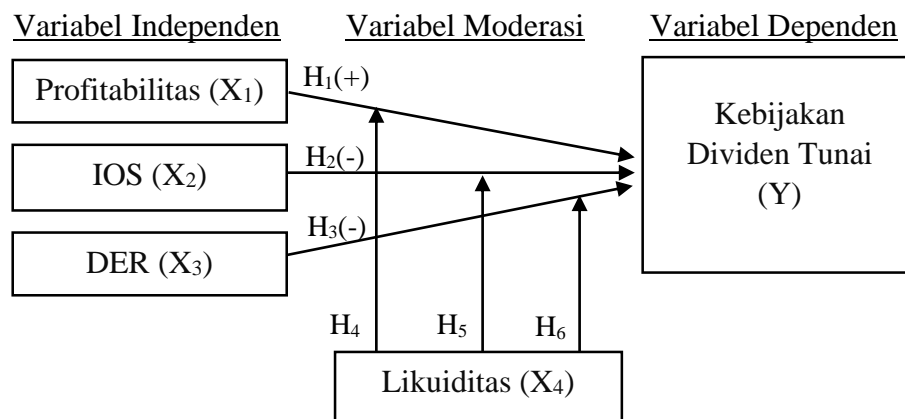 Variabel Independen
Variabel Moderasi
Variabel Dependen
Profitabilitas (X₁)
H₁(+)
Kebijakan
Dividen Tunai
(Y)
IOS (X₂)
H₂(-)
DER (X₃)
H₃(-)
H₄
H₅
H₆
Likuiditas (X₄)